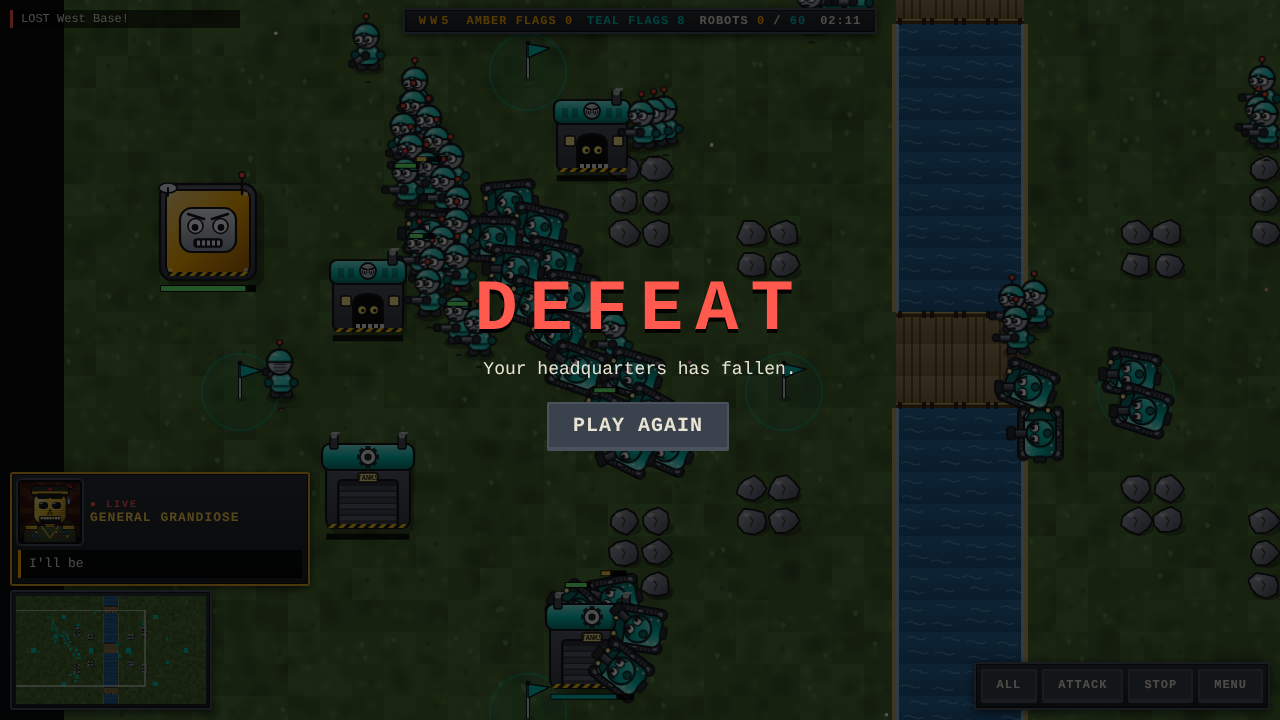 LOST West Base!
WW5 AMBER FLAGS 0 TEAL FLAGS 8 ROBOTS 0 / 60 02:11
DEFEAT
Your headquarters has fallen.
PLAY AGAIN
● LIVE
GENERAL GRANDIOSE
I'll be
ALL ATTACK STOP MENU